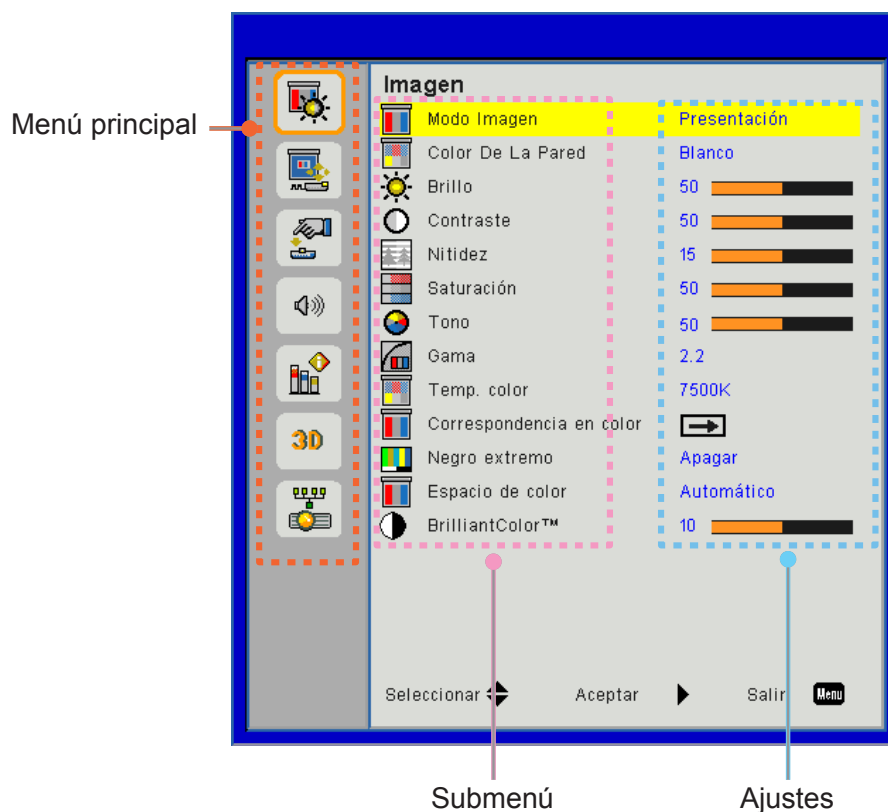 Imagen
Menú principal
Modo Imagen Presentación
Color De La Pared Blanco
Brillo 50
Contraste 50
Nitidez 15
Saturación 50
Tono 50
Gama 2.2
Temp. color 7500K
Correspondencia en color
3D
Negro extremo Apagar
Espacio de color Automático
BrilliantColor™ 10
Seleccionar Aceptar Salir Menu
Submenú Ajustes